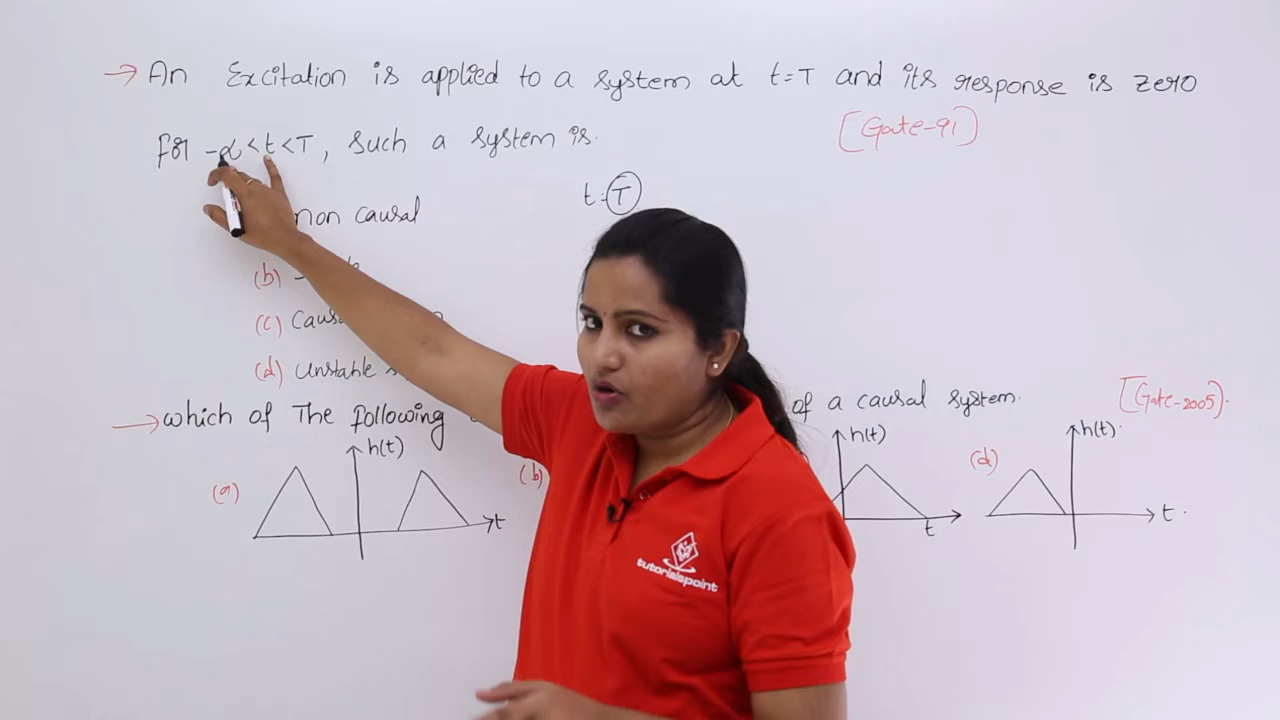 → An Excitation is applied to a system at t=T and its response is zero
for -α<t<T, such a system is.
[Gate-91]
t=T
non causal
(b)
(c) Causal
(d) unstable
→ which of The following
of a causal system.
[Gate-2005].
(a)
h(t)
t
(b)
h(t)
t
(d)
h(t).
t.
tutorialspoint